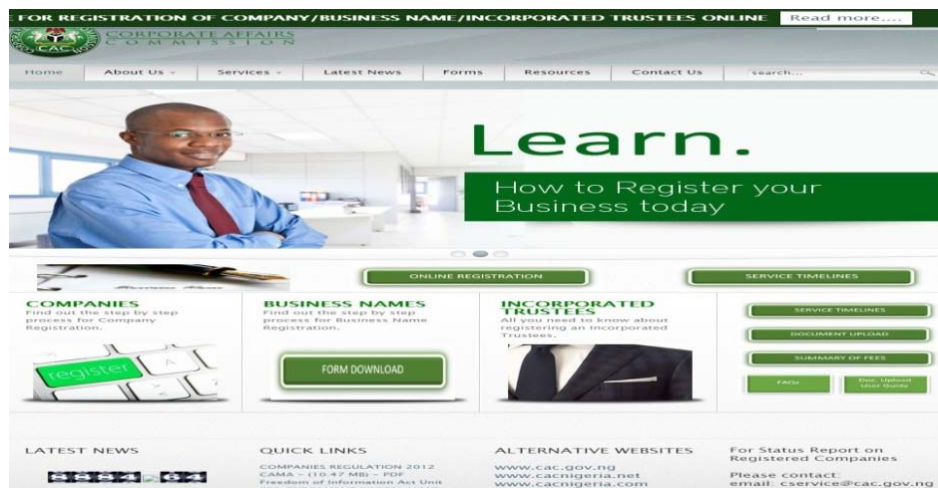 E FOR REGISTRATION OF COMPANY/BUSINESS NAME/INCORPORATED TRUSTEES ONLINE Read more....
CAC
CORPORATE AFFAIRS
COMMISSION
Home About Us Services Latest News Forms Resources Contact Us search...
Learn.
How to Register your
Business today
ONLINE REGISTRATION
SERVICE TIMELINES
COMPANIES
Find out the step by step
process for Company
Registration.
register
A
BUSINESS NAMES
Find out the step by step
process for Business Name
Registration.
FORM DOWNLOAD
INCORPORATED
TRUSTEES
All you need to know about
registering an Incorporated
Trustees.
SERVICE TIMELINES
DOCUMENT UPLOAD
SUMMARY OF FEES
FAQs
Doc. Upload
User Guide
LATEST NEWS
QUICK LINKS
COMPANIES REGULATION 2012
CAMA - (10.47 MB) - PDF
Freedom of Information Act Unit
ALTERNATIVE WEBSITES
www.cac.gov.ng
www.cacnigeria.net
www.cacnigeria.com
For Status Report on
Registered Companies
Please contact:
email: cservice@cac.gov.ng